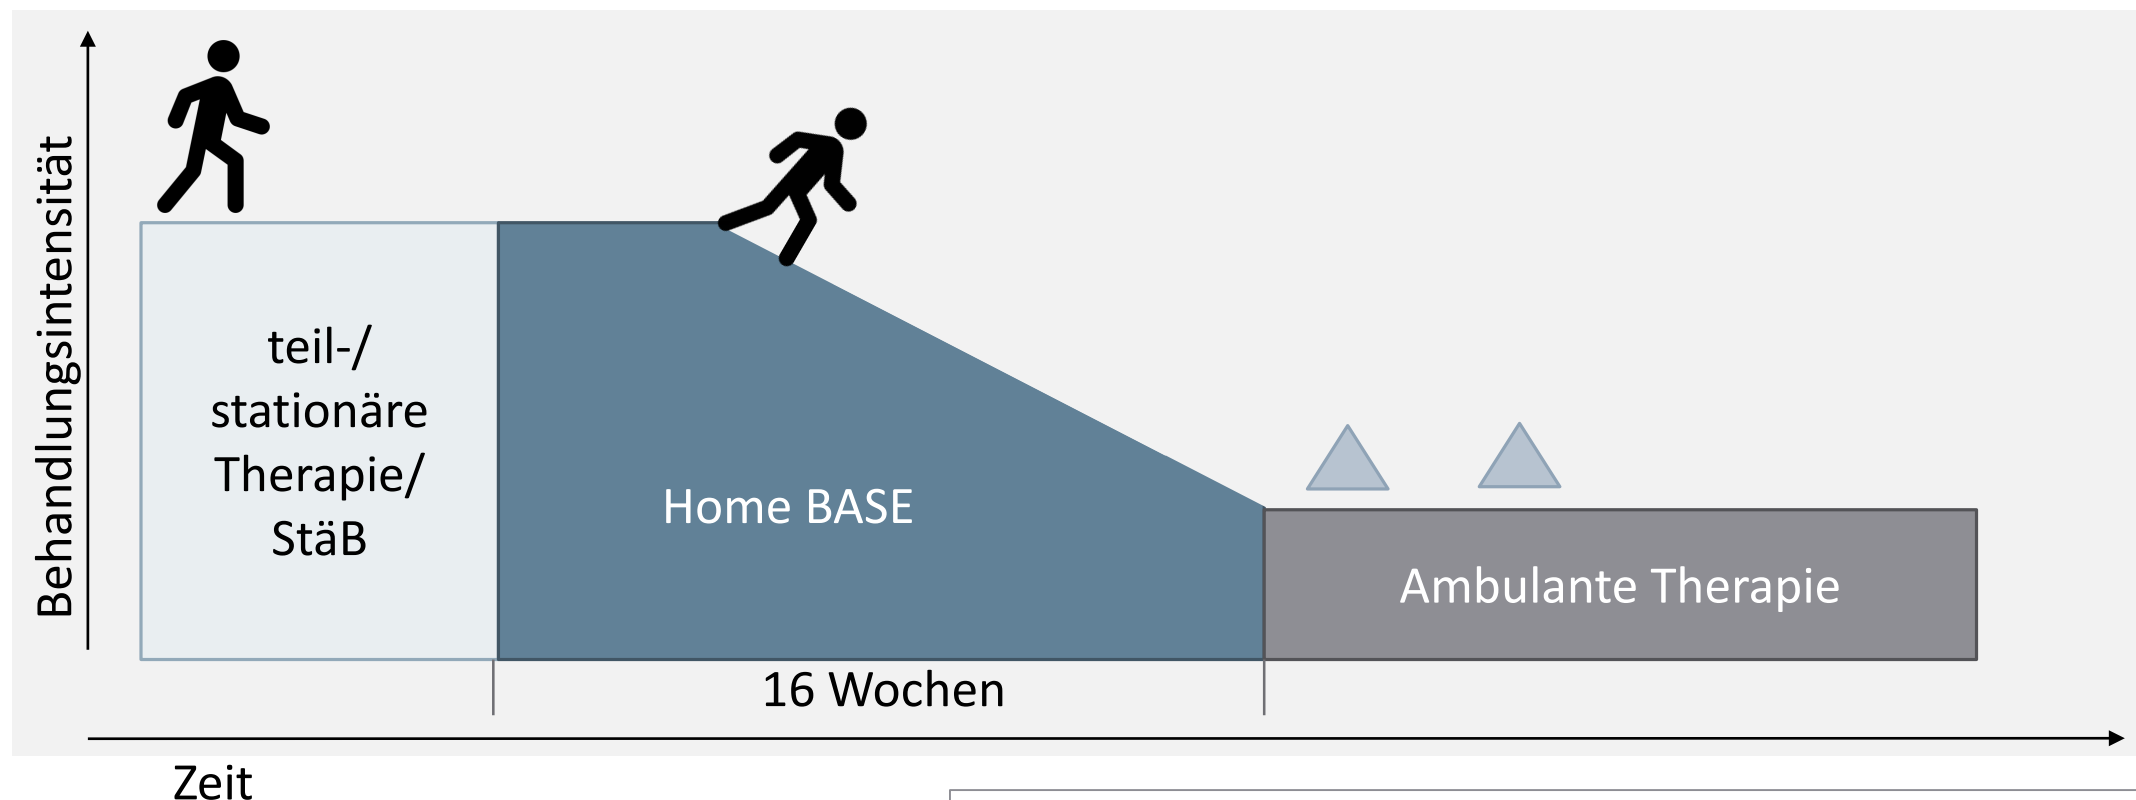 Behandlungsintensität
teil-/
stationäre
Therapie/
StäB
Home BASE
Ambulante Therapie
16 Wochen
Zeit